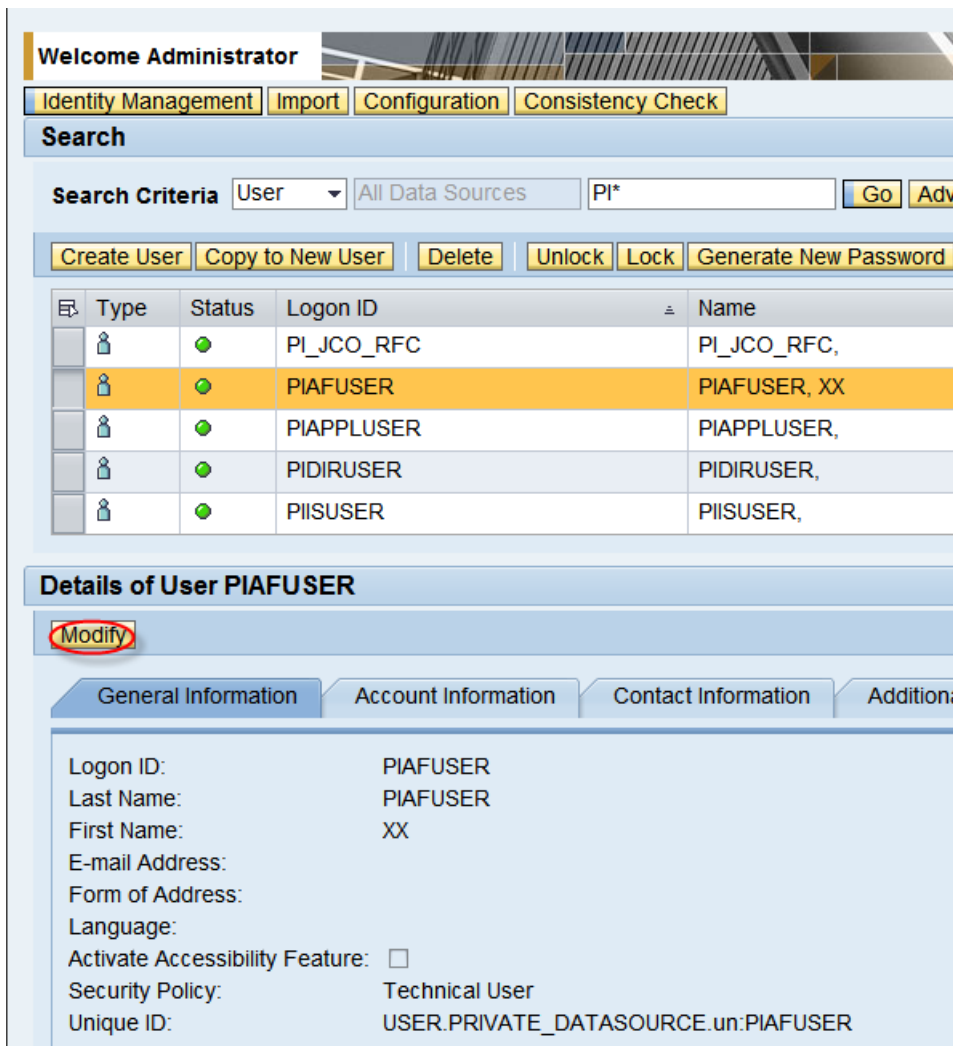 Welcome Administrator
Identity Management Import Configuration Consistency Check
Search
Search Criteria User All Data Sources PI* Go Adv
Create User Copy to New User Delete Unlock Lock Generate New Password
Type Status Logon ID Name
PI_JCO_RFC PI_JCO_RFC,
PIAFUSER PIAFUSER, XX
PIAPPLUSER PIAPPLUSER,
PIDIRUSER PIDIRUSER,
PIISUSER PIISUSER,
Details of User PIAFUSER
Modify
General Information Account Information Contact Information Additiona
Logon ID: PIAFUSER
Last Name: PIAFUSER
First Name: XX
E-mail Address:
Form of Address:
Language:
Activate Accessibility Feature:
Security Policy: Technical User
Unique ID: USER.PRIVATE_DATASOURCE.un:PIAFUSER